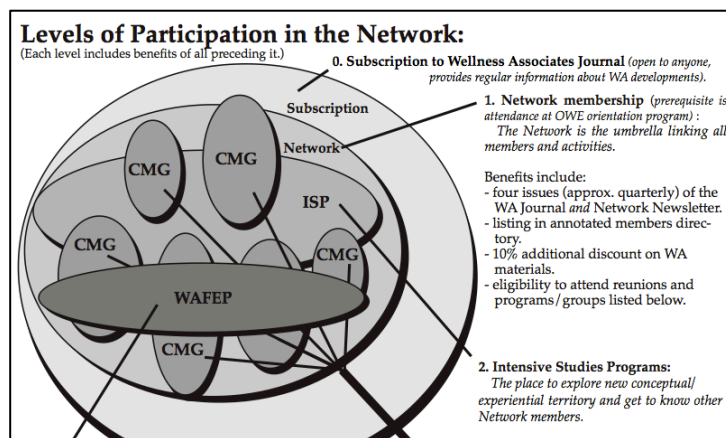 Levels of Participation in the Network:
(Each level includes benefits of all preceding it.)
0. Subscription to Wellness Associates Journal (open to anyone,
provides regular information about WA developments).
Subscription
1. Network membership (prerequisite is
attendance at OWE orientation program) :
The Network is the umbrella linking all
members and activities.
Network
CMG
CMG
ISP
Benefits include:
- four issues (approx. quarterly) of the
WA Journal and Network Newsletter.
- listing in annotated members direc-
tory.
- 10% additional discount on WA
materials.
- eligibility to attend reunions and
programs/groups listed below.
CMG
CMG
WAFEP
CMG
2. Intensive Studies Programs:
The place to explore new conceptual/
experiential territory and get to know other
Network members.